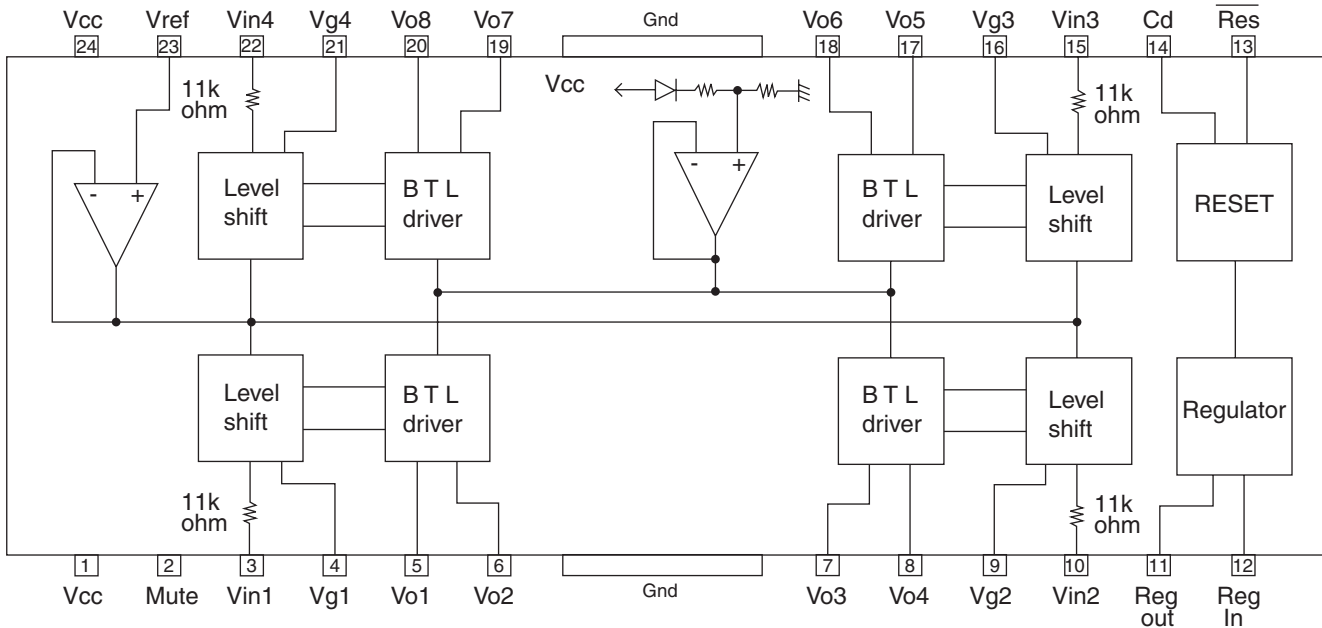 Vcc Vref Vin4 Vg4 Vo8 Vo7 Gnd Vo6 Vo5 Vg3 Vin3 Cd Res
24 23 22 21 20 19 18 17 16 15 14 13
11k
ohm
Vcc
11k
ohm
- +
Level
shift
B T L
driver
- +
B T L
driver
Level
shift
RESET
Level
shift
B T L
driver
B T L
driver
Level
shift
Regulator
11k
ohm
11k
ohm
1 2 3 4 5 6 7 8 9 10 11 12
Vcc Mute Vin1 Vg1 Vo1 Vo2 Gnd Vo3 Vo4 Vg2 Vin2 Reg
out
Reg
In